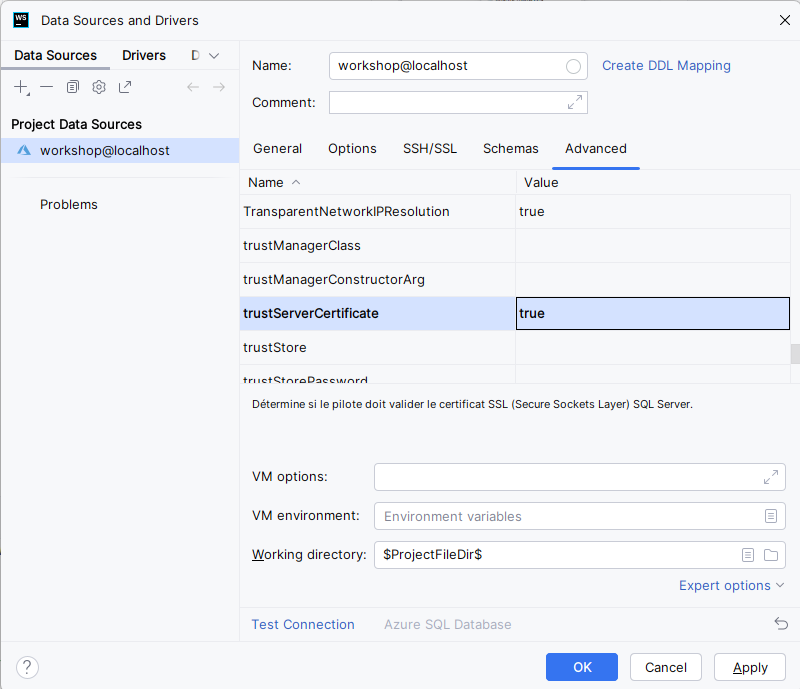 WS
Data Sources and Drivers
Data Sources Drivers D
Project Data Sources
workshop@localhost
Problems
Name: workshop@localhost Create DDL Mapping
Comment:
General Options SSH/SSL Schemas Advanced
Name Value
TransparentNetworkIPResolution true
trustManagerClass
trustManagerConstructorArg
trustServerCertificate true
trustStore
trustStorePassword
Détermine si le pilote doit valider le certificat SSL (Secure Sockets Layer) SQL Server.
VM options:
VM environment: Environment variables
Working directory: $ProjectFileDir$
Expert options
Test Connection Azure SQL Database
? OK Cancel Apply